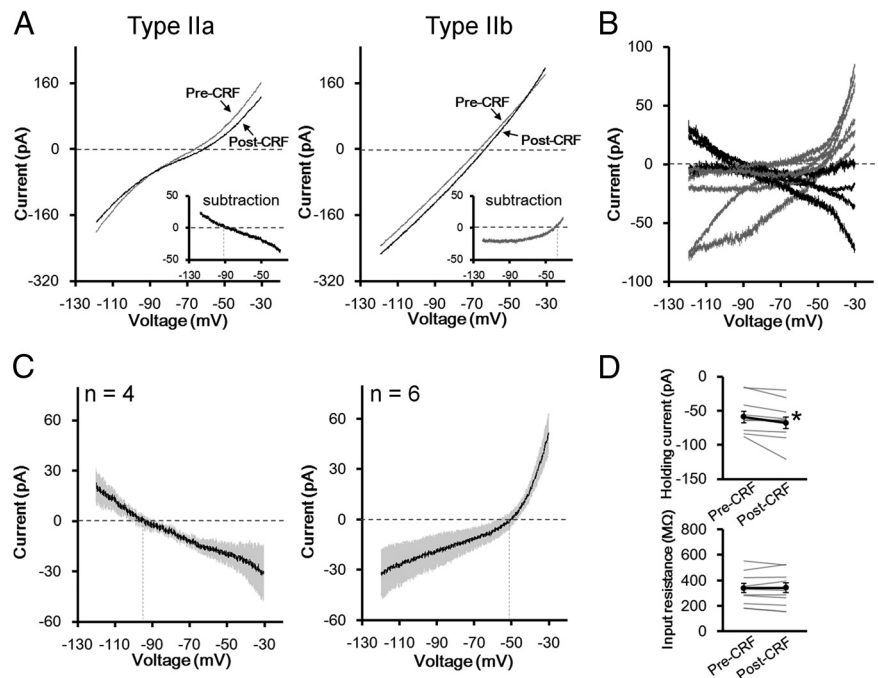 A
Type IIa
Type IIb
B
Current (pA)
160
0
-160
-320
Pre-CRF
Post-CRF
subtraction
50
0
-50
-130
-90
-50
-130 -110 -90 -70 -50 -30
Voltage (mV)
160
0
-160
-320
Pre-CRF
Post-CRF
subtraction
50
0
-50
-130
-90
-50
-130 -110 -90 -70 -50 -30
Voltage (mV)
Current (pA)
100
50
0
-50
-100
-130 -110 -90 -70 -50 -30
Voltage (mV)
C
n = 4
Current (pA)
60
30
0
-30
-60
-130 -110 -90 -70 -50 -30
Voltage (mV)
n = 6
Current (pA)
60
30
0
-30
-60
-130 -110 -90 -70 -50 -30
Voltage (mV)
D
Holding current (pA)
0
-50
-100
-150
*
Pre-CRF
Post-CRF
Input resistance (MΩ)
800
600
400
200
0
Pre-CRF
Post-CRF